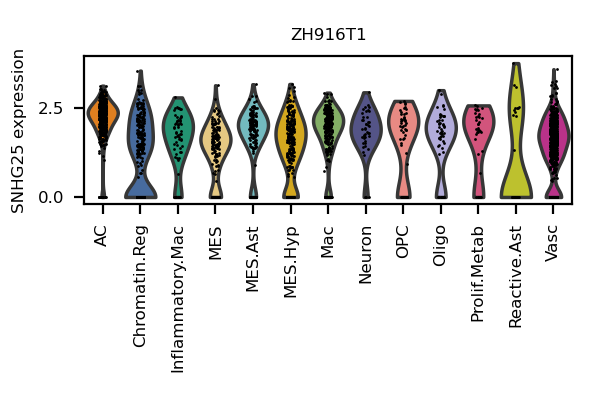 ZH916T1
SNHG25 expression
2.5
0.0
AC
Chromatin.Reg
Inflammatory.Mac
MES
MES.Ast
MES.Hyp
Mac
Neuron
OPC
Oligo
Prolif.Metab
Reactive.Ast
Vasc